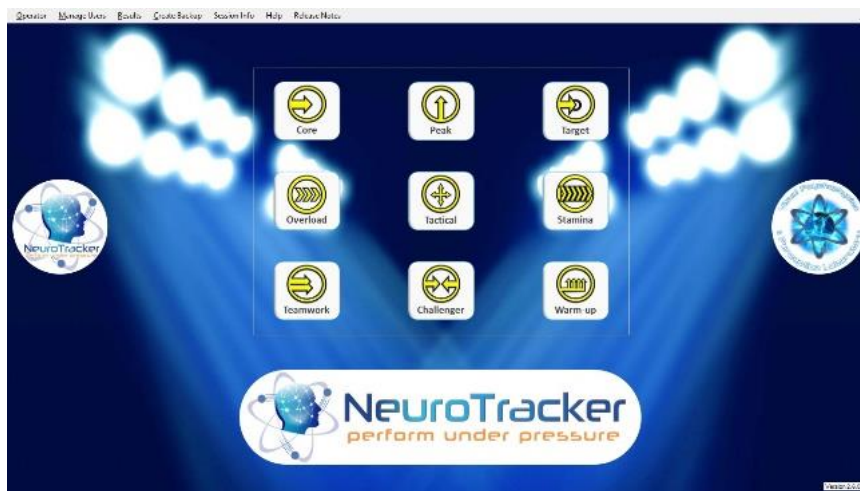 Operator Manage Users Results Create Backup Session Info Help Release Notes
Core Peak Target
Overload Tactical Stamina
NeuroTracker
Teamwork Challenger Warm-up
NeuroTracker
perform under pressure